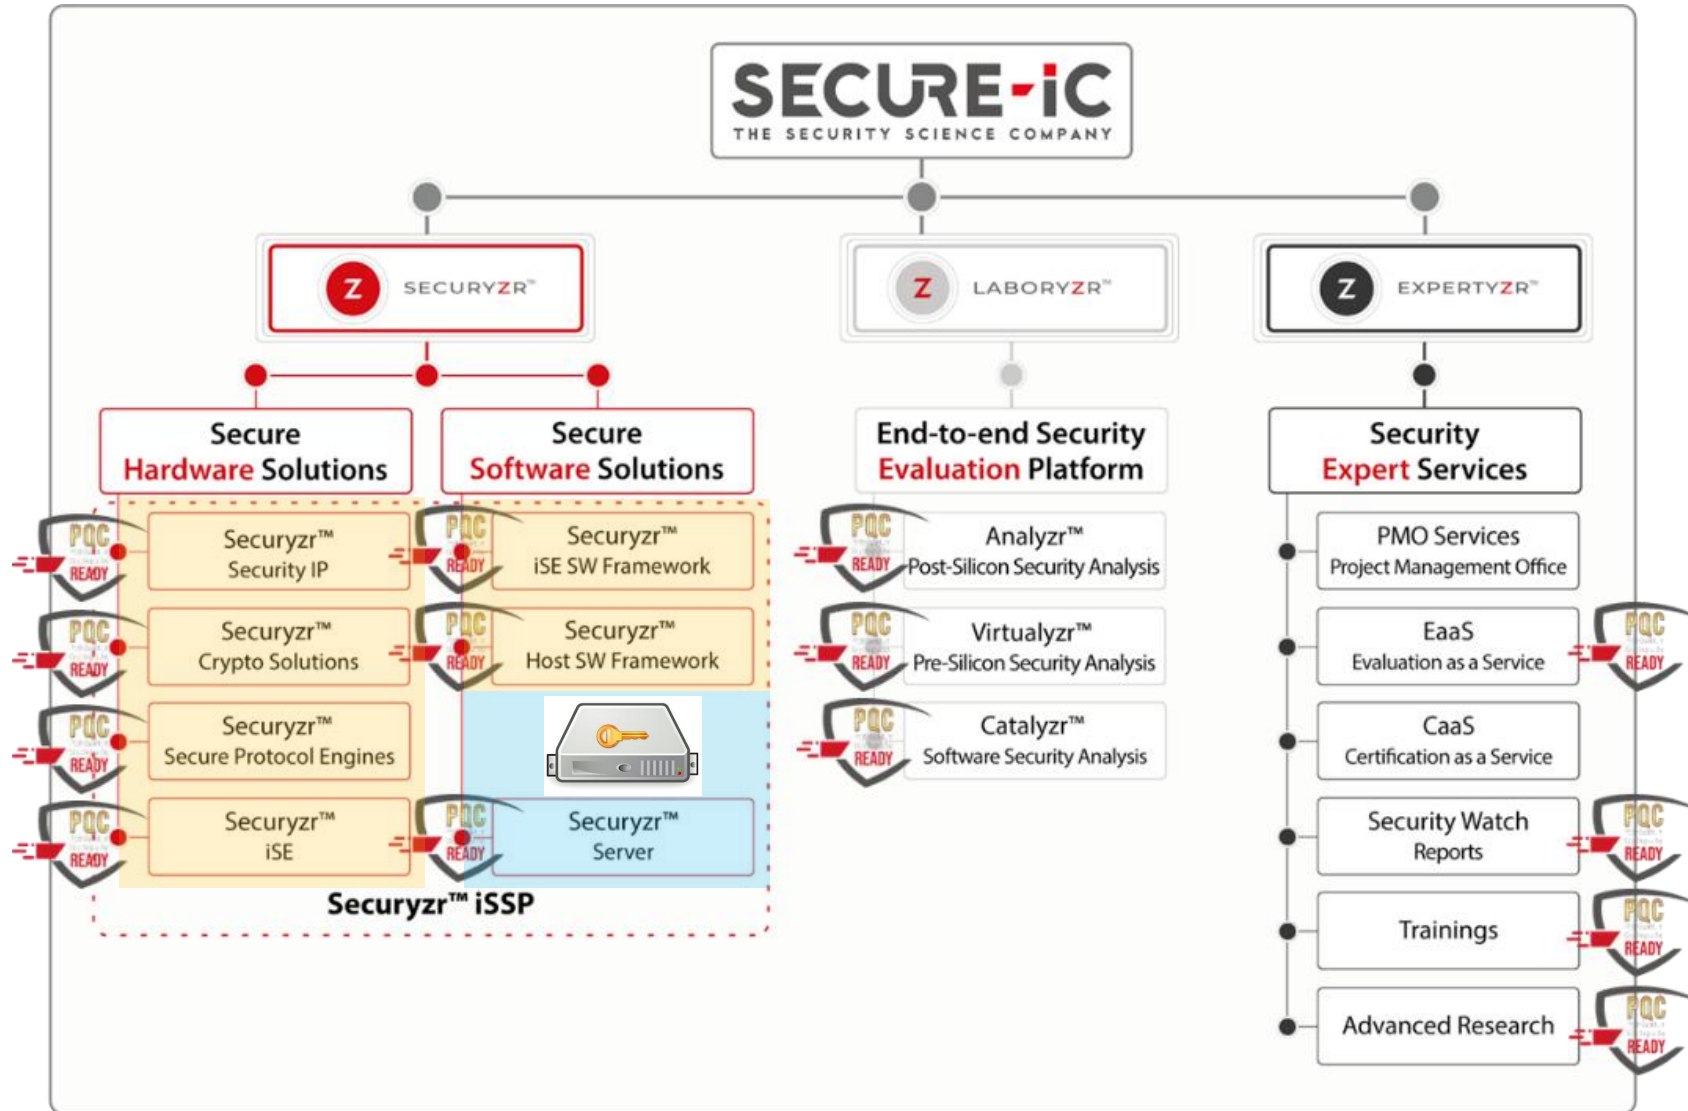 SECURE-iC
THE SECURITY SCIENCE COMPANY
Z SECURYZR™
Z LABORYZR™
Z EXPERTYZR™
Secure
Hardware Solutions
Secure
Software Solutions
End-to-end Security
Evaluation Platform
Security
Expert Services
PQC
READY
Securyzr™
Security IP
PQC
READY
Securyzr™
Crypto Solutions
PQC
READY
Securyzr™
Secure Protocol Engines
PQC
READY
Securyzr™
iSE
PQC
READY
Securyzr™
iSE SW Framework
PQC
READY
Securyzr™
Host SW Framework
PQC
READY
Securyzr™
Server
Securyzr™ iSSP
PQC
READY
Analyzr™
Post-Silicon Security Analysis
PQC
READY
Virtualyzr™
Pre-Silicon Security Analysis
PQC
READY
Catalyzr™
Software Security Analysis
PMO Services
Project Management Office
EaaS
Evaluation as a Service
PQC
READY
CaaS
Certification as a Service
Security Watch
Reports
PQC
READY
Trainings
PQC
READY
Advanced Research
PQC
READY